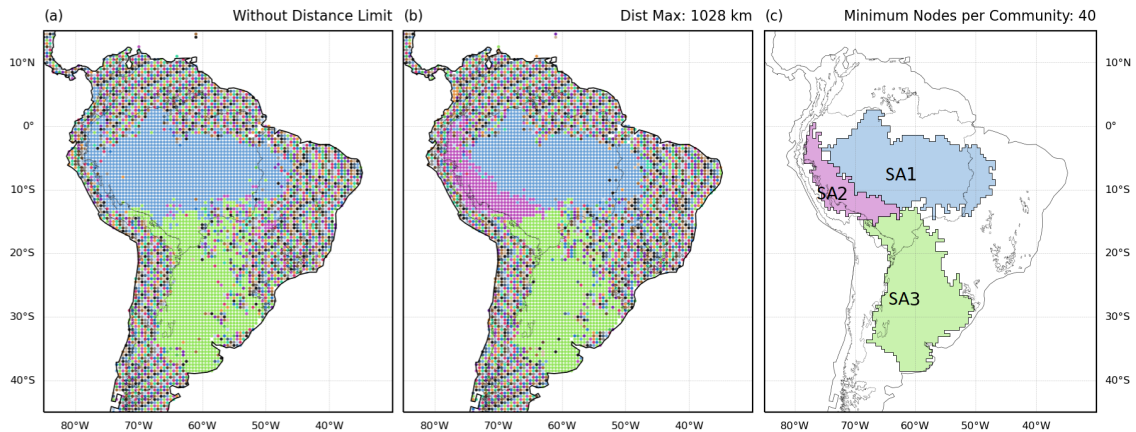 (a) Without Distance Limit
(b) Dist Max: 1028 km
(c) Minimum Nodes per Community: 40
10°N
0°
10°S
20°S
30°S
40°S
10°N
0°
10°S
20°S
30°S
40°S
SA1
SA2
SA3
80°W 70°W 60°W 50°W 40°W
80°W 70°W 60°W 50°W 40°W
80°W 70°W 60°W 50°W 40°W